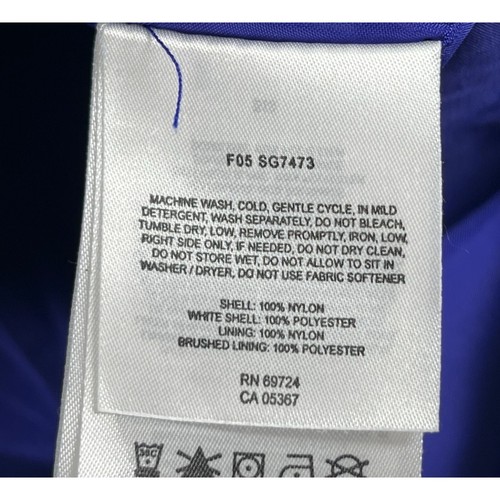 F05 SG7473
MACHINE WASH, COLD, GENTLE CYCLE, IN MILD
DETERGENT, WASH SEPARATELY, DO NOT BLEACH,
TUMBLE DRY, LOW, REMOVE PROMPTLY, IRON, LOW,
RIGHT SIDE ONLY, IF NEEDED, DO NOT DRY CLEAN,
DO NOT STORE WET, DO NOT ALLOW TO SIT IN
WASHER / DRYER, DO NOT USE FABRIC SOFTENER
SHELL: 100% NYLON
WHITE SHELL: 100% POLYESTER
LINING: 100% NYLON
BRUSHED LINING: 100% POLYESTER
RN 69724
CA 05367
30C